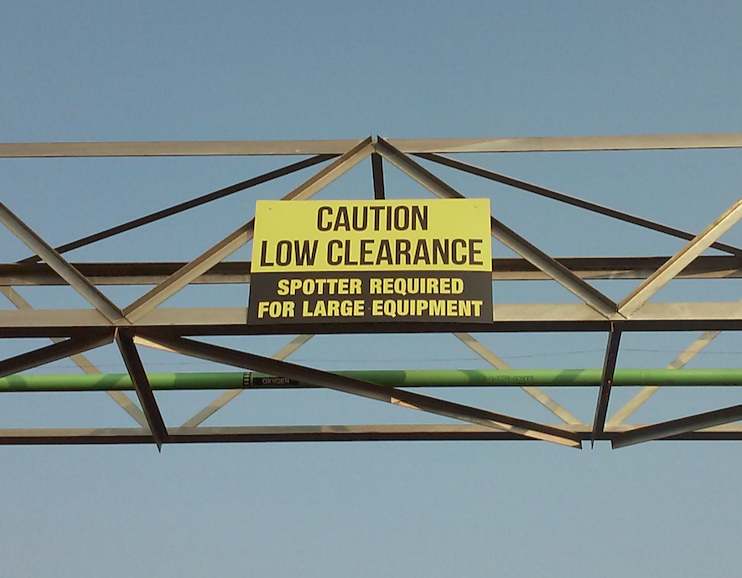 CAUTION
LOW CLEARANCE
SPOTTER REQUIRED
FOR LARGE EQUIPMENT
OXYGEN